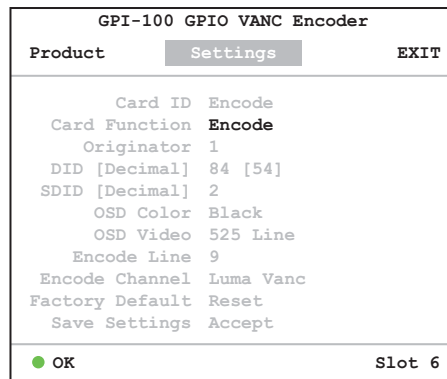 GPI-100 GPIO VANC Encoder
Product Settings EXIT
Card ID Encode
Card Function Encode
Originator 1
DID [Decimal] 84 [54]
SDID [Decimal] 2
OSD Color Black
OSD Video 525 Line
Encode Line 9
Encode Channel Luma Vanc
Factory Default Reset
Save Settings Accept
OK Slot 6